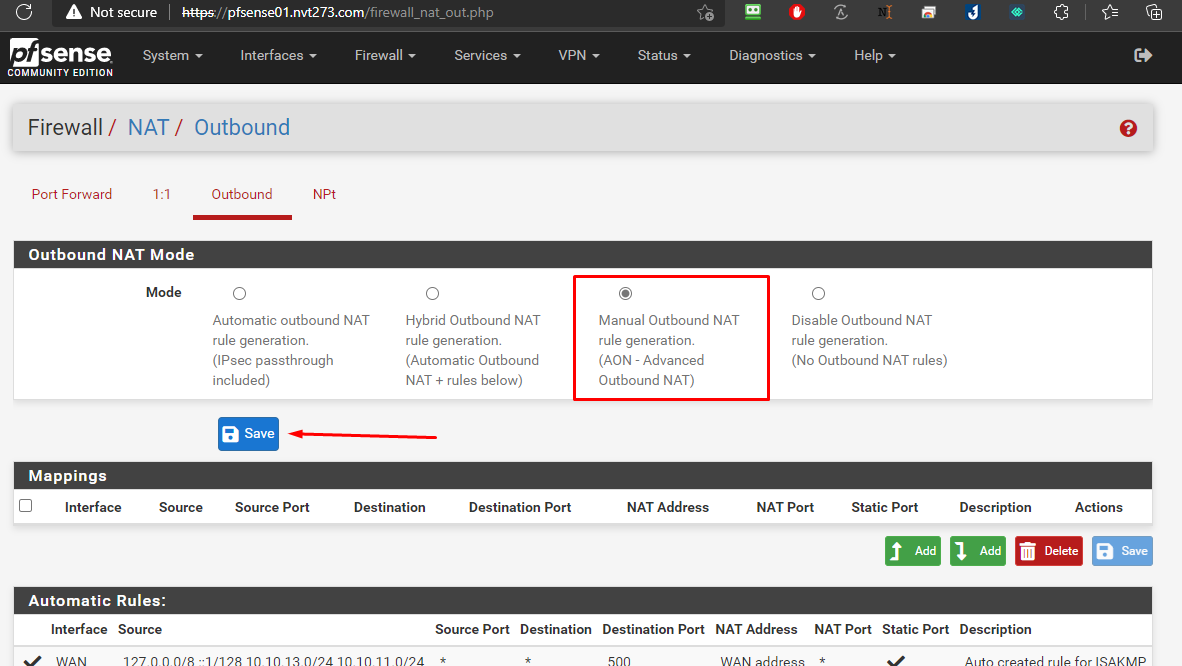 Not secure https://pfsense01.nvt273.com/firewall_nat_out.php
pfsense
COMMUNITY EDITION
System Interfaces Firewall Services VPN Status Diagnostics Help
Firewall / NAT / Outbound
Port Forward 1:1 Outbound NPt
Outbound NAT Mode
Mode
Automatic outbound NAT
rule generation.
(IPsec passthrough
included)
Hybrid Outbound NAT
rule generation.
(Automatic Outbound
NAT + rules below)
Manual Outbound NAT
rule generation.
(AON - Advanced
Outbound NAT)
Disable Outbound NAT
rule generation.
(No Outbound NAT rules)
Save
Mappings
Interface Source Source Port Destination Destination Port NAT Address NAT Port Static Port Description Actions
Add Add Delete Save
Automatic Rules:
Interface Source Source Port Destination Destination Port NAT Address NAT Port Static Port Description
WAN 127.0.0.0/8 ::1/128 10.10.13.0/24 10.10.11.0/24 * * 500 WAN address * Auto created rule for ISAKMP